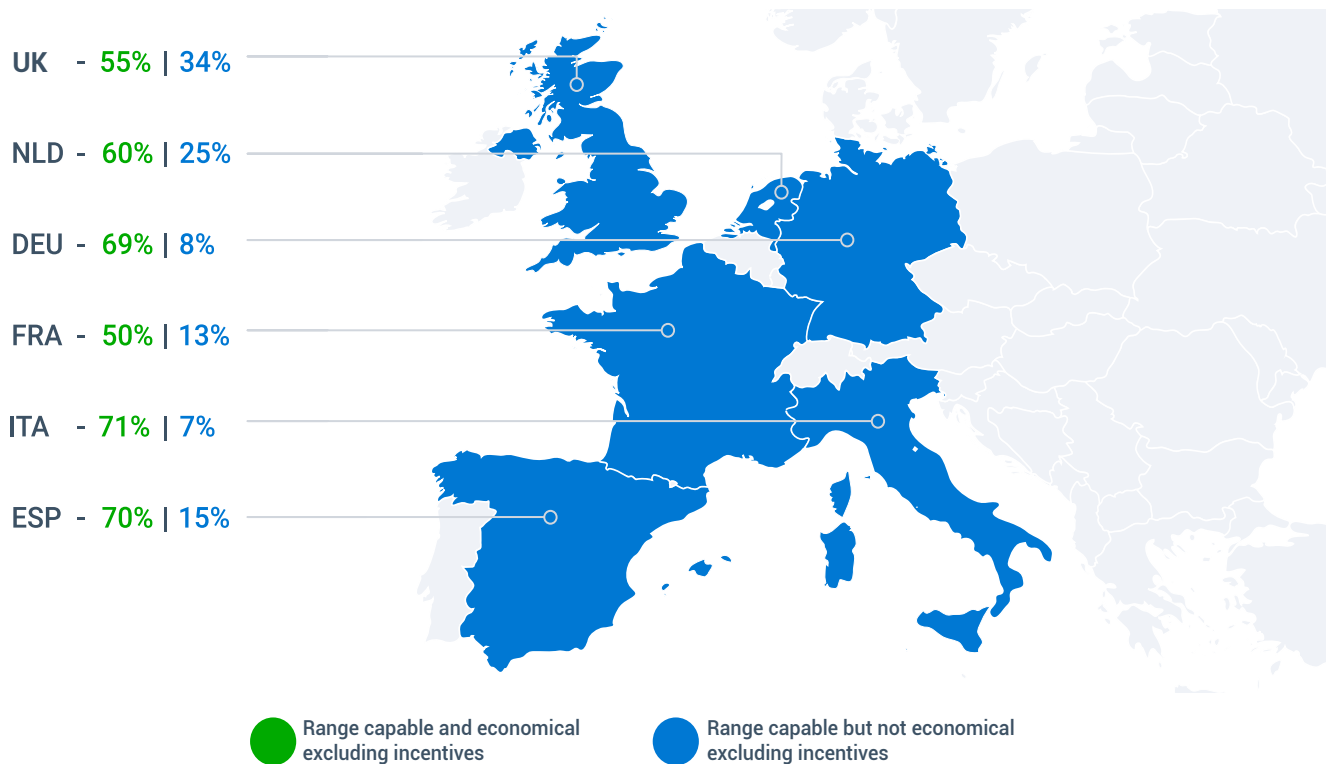 UK - 55% | 34%
NLD - 60% | 25%
DEU - 69% | 8%
FRA - 50% | 13%
ITA - 71% | 7%
ESP - 70% | 15%
Range capable and economical
excluding incentives
Range capable but not economical
excluding incentives